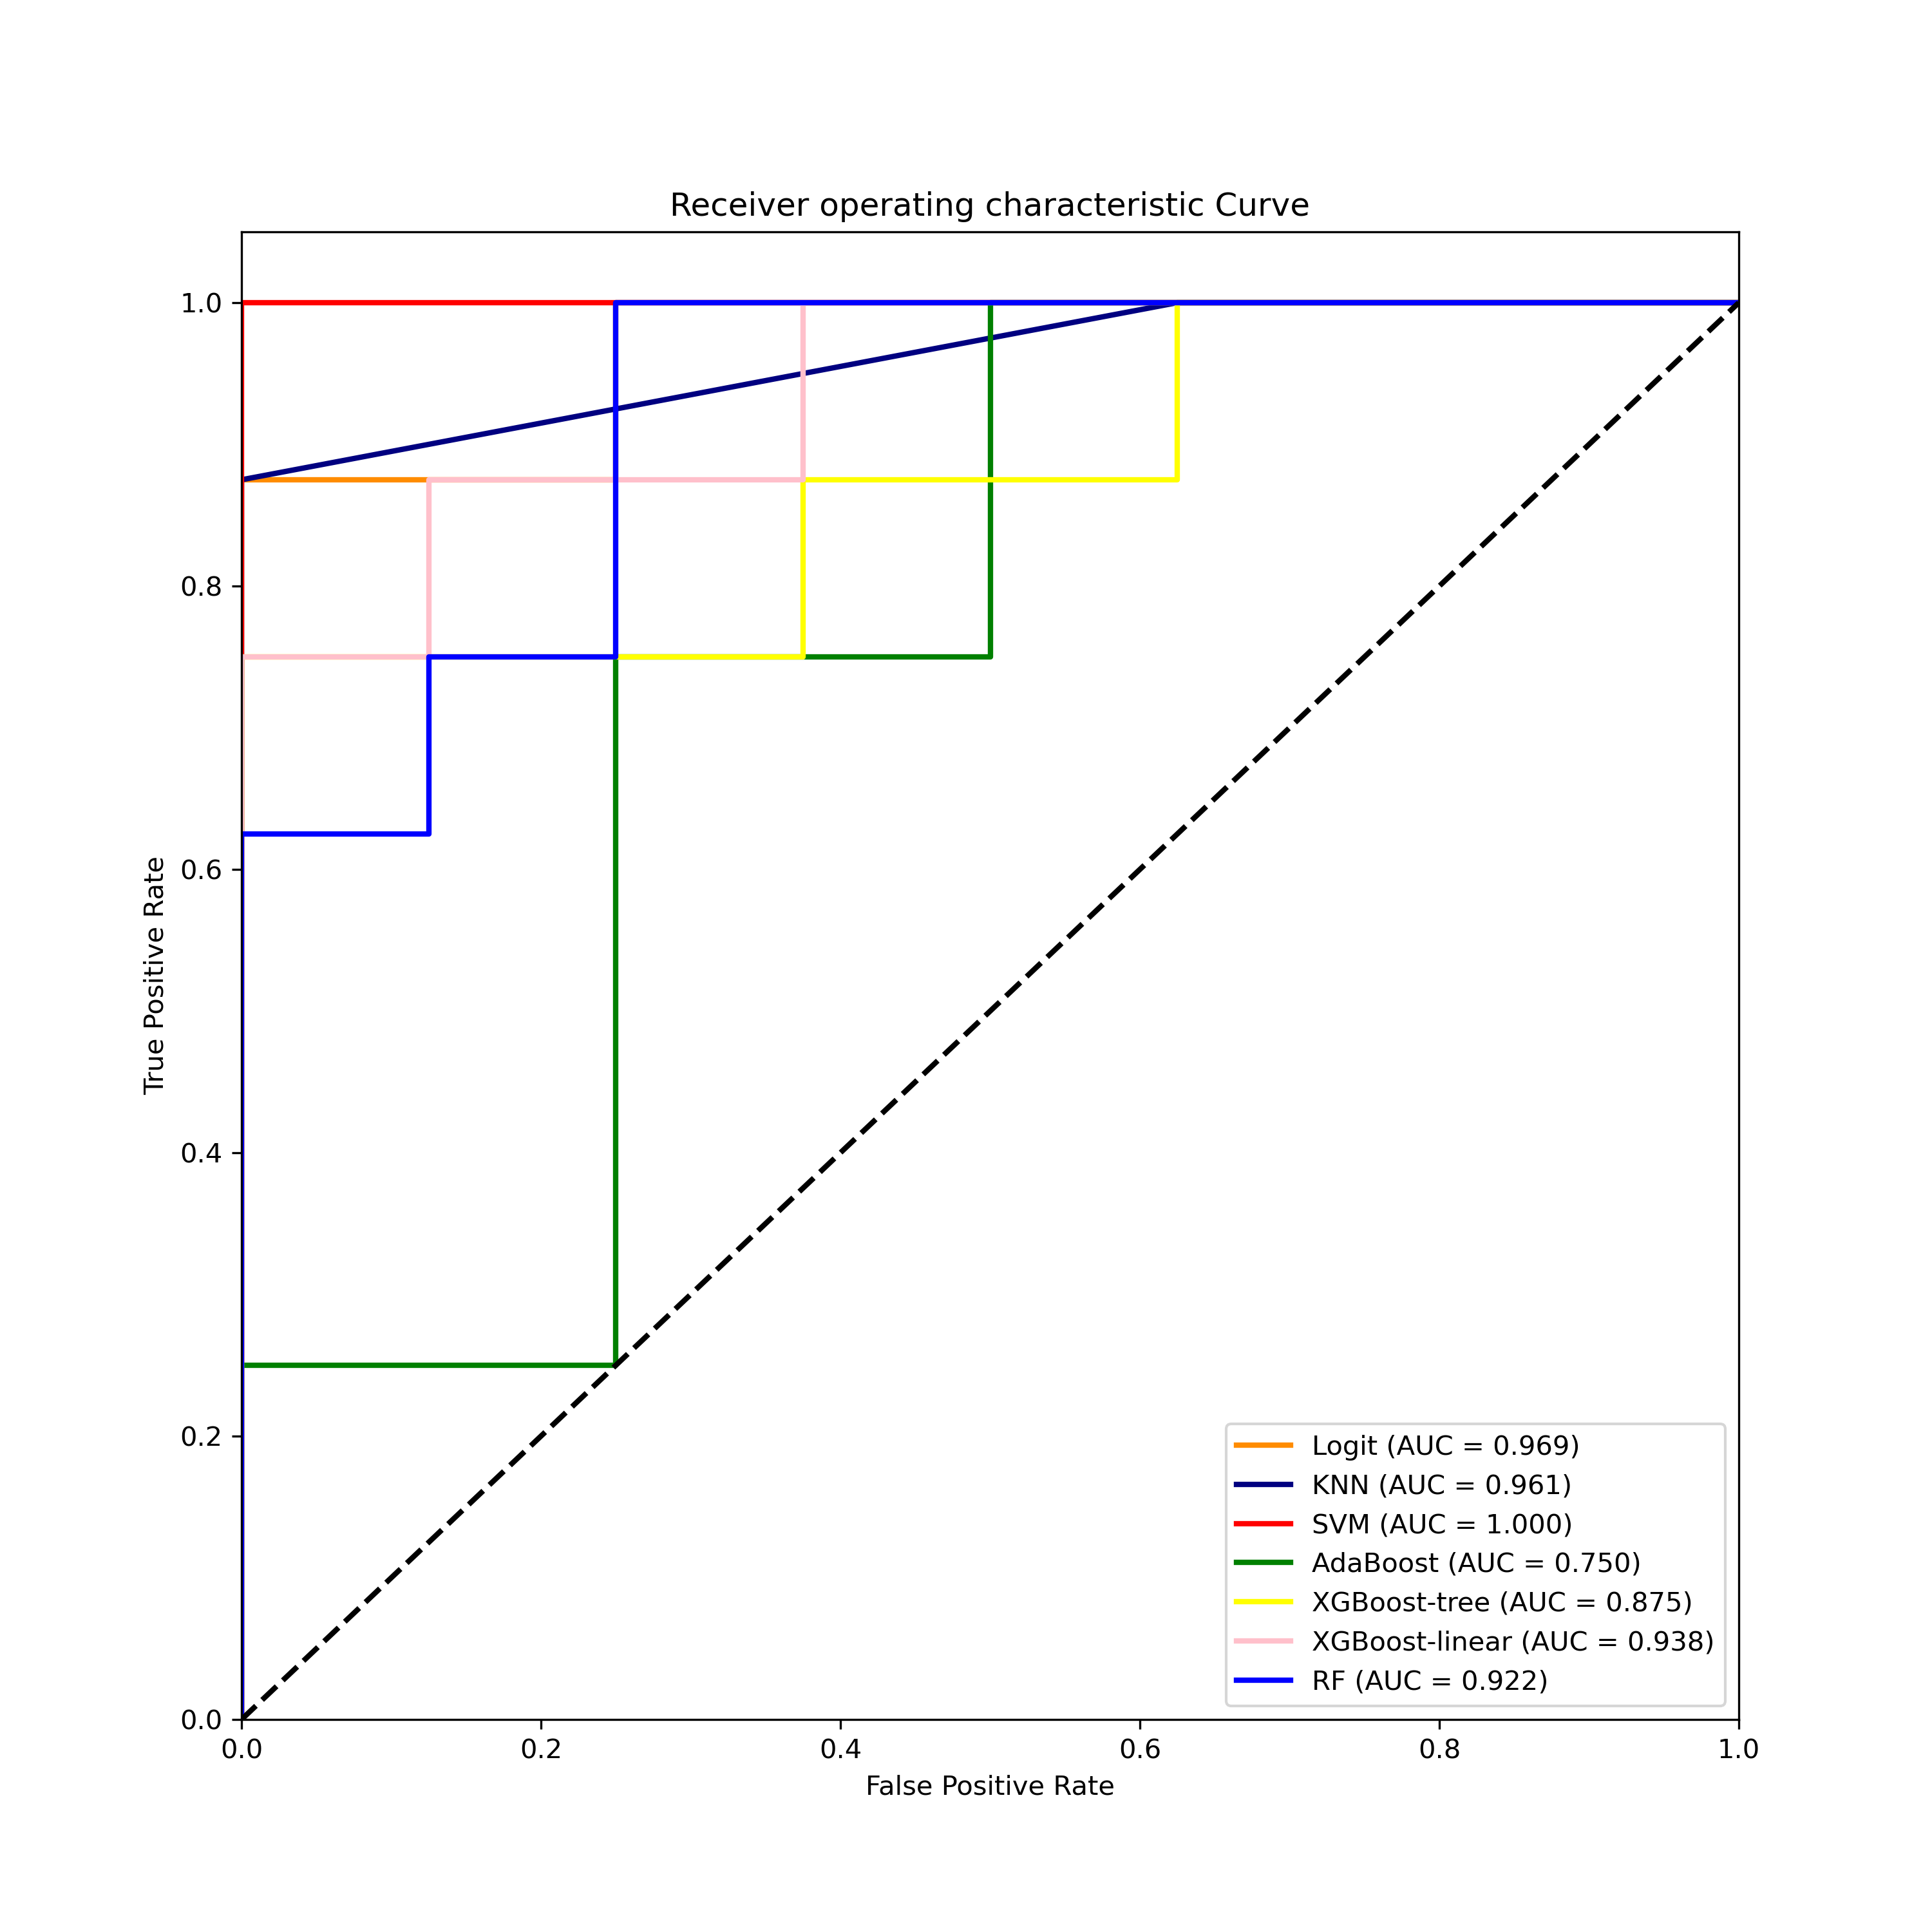 Receiver operating characteristic Curve
1.0
0.8
0.6
0.4
0.2
0.0
True Positive Rate
0.0 0.2 0.4 0.6 0.8 1.0
False Positive Rate
Logit (AUC = 0.969)
KNN (AUC = 0.961)
SVM (AUC = 1.000)
AdaBoost (AUC = 0.750)
XGBoost-tree (AUC = 0.875)
XGBoost-linear (AUC = 0.938)
RF (AUC = 0.922)